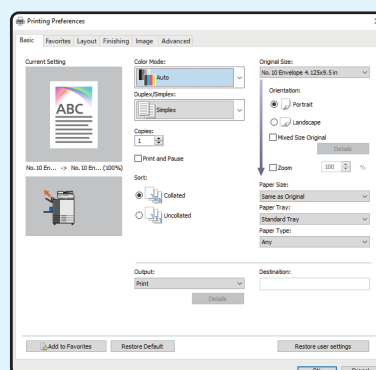 Printing Preferences
Basic Favorites Layout Finishing Image Advanced
Current Setting
ABC
No. 10 En... -> No. 10 En... (100%)
Color Mode:
Auto
Duplex/Simplex:
Simplex
Copies:
1
Print and Pause
Sort:
Collated
Uncollated
Output:
Print
Details
Original Size:
No. 10 Envelope 4.125x9.5 in
Orientation:
Portrait
Landscape
Mixed Size Original
Details
Zoom 100 %
Paper Size:
Same as Original
Paper Tray:
Standard Tray
Paper Type:
Any
Destination:
Add to Favorites Restore Default Restore user settings